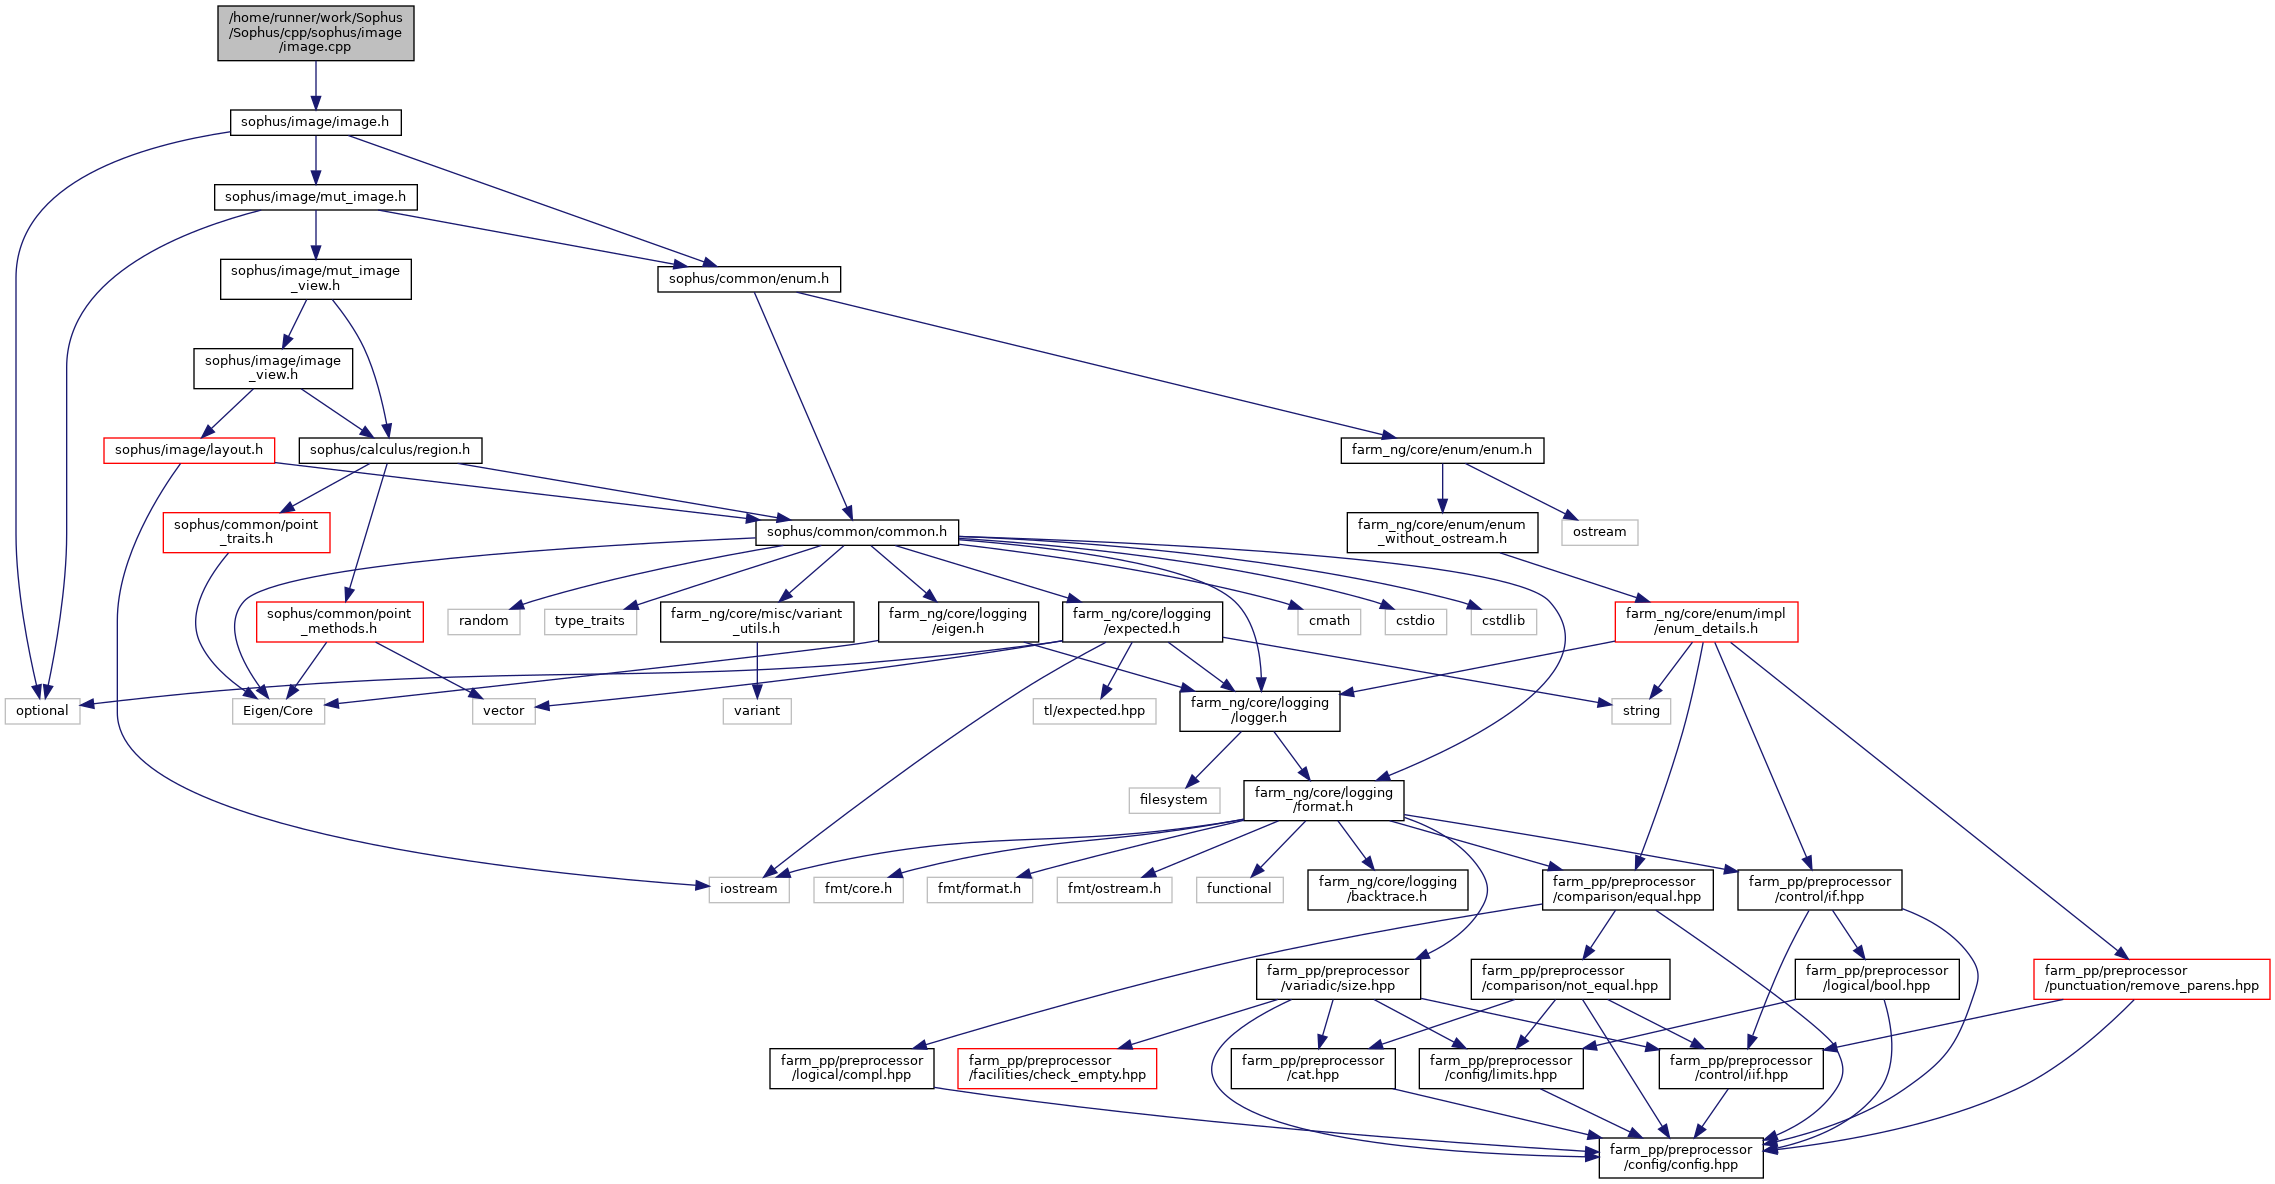 /home/runner/work/Sophus
/Sophus/cpp/sophus/image
/image.cpp
sophus/image/image.h
sophus/image/mut_image.h
sophus/image/mut_image
_view.h
sophus/common/enum.h
sophus/image/image
_view.h
sophus/image/layout.h
sophus/calculus/region.h
farm_ng/core/enum/enum.h
sophus/common/point
_traits.h
sophus/common/common.h
farm_ng/core/enum/enum
_without_ostream.h
ostream
sophus/common/point
_methods.h
random
type_traits
farm_ng/core/misc/variant
_utils.h
farm_ng/core/logging
/eigen.h
farm_ng/core/logging
/expected.h
cmath
cstdio
cstdlib
farm_ng/core/enum/impl
/enum_details.h
optional
Eigen/Core
vector
variant
tl/expected.hpp
farm_ng/core/logging
/logger.h
string
filesystem
farm_ng/core/logging
/format.h
iostream
fmt/core.h
fmt/format.h
fmt/ostream.h
functional
farm_ng/core/logging
/backtrace.h
farm_pp/preprocessor
/comparison/equal.hpp
farm_pp/preprocessor
/control/if.hpp
farm_pp/preprocessor
/variadic/size.hpp
farm_pp/preprocessor
/comparison/not_equal.hpp
farm_pp/preprocessor
/logical/bool.hpp
farm_pp/preprocessor
/punctuation/remove_parens.hpp
farm_pp/preprocessor
/logical/compl.hpp
farm_pp/preprocessor
/facilities/check_empty.hpp
farm_pp/preprocessor
/cat.hpp
farm_pp/preprocessor
/config/limits.hpp
farm_pp/preprocessor
/control/iif.hpp
farm_pp/preprocessor
/config/config.hpp